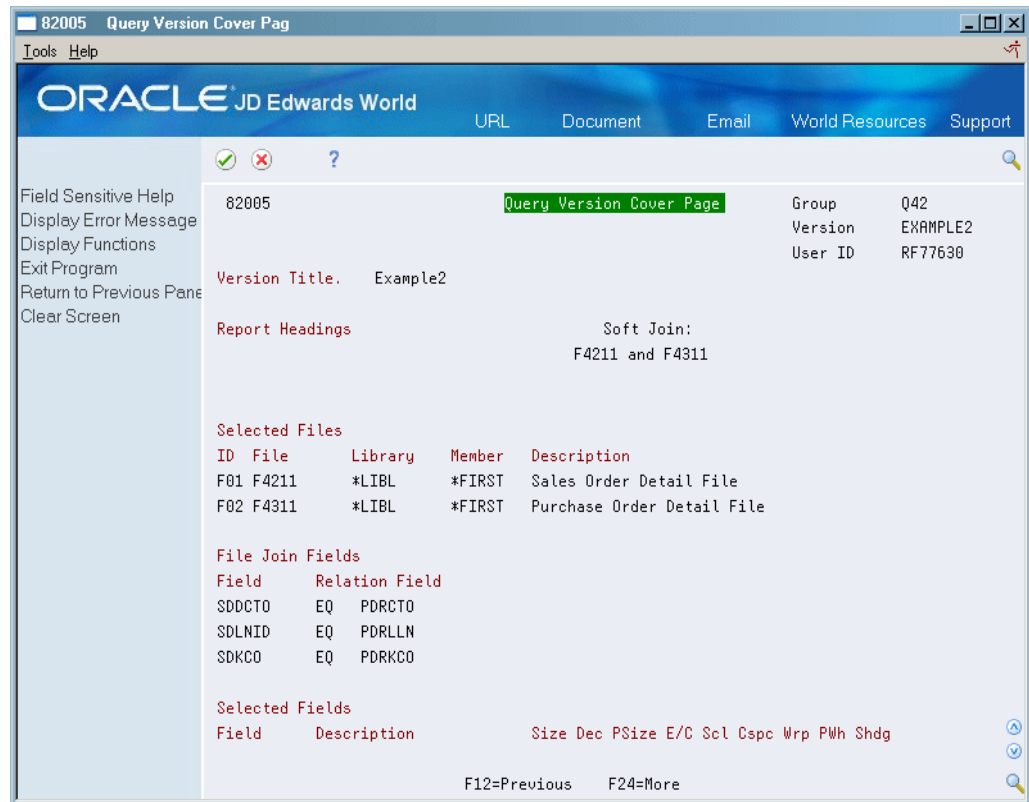 82005 Query Version Cover Pag
Tools Help
ORACLE JD Edwards World
URL Document Email World Resources Support
?
Field Sensitive Help
Display Error Message
Display Functions
Exit Program
Return to Previous Pane
Clear Screen
82005 Query Version Cover Page Group Q42
Version EXAMPLE2
User ID RF77630
Version Title. Example2
Report Headings Soft Join:
F4211 and F4311
Selected Files
ID File Library Member Description
F01 F4211 *LIBL *FIRST Sales Order Detail File
F02 F4311 *LIBL *FIRST Purchase Order Detail File
File Join Fields
Field Relation Field
SDDCTO EQ PDRCTO
SDLNID EQ PDRLLN
SDKCO EQ PDRKCO
Selected Fields
Field Description Size Dec PSize E/C Scl Cspc Wrp PWh Shdg
F12=Previous F24=More